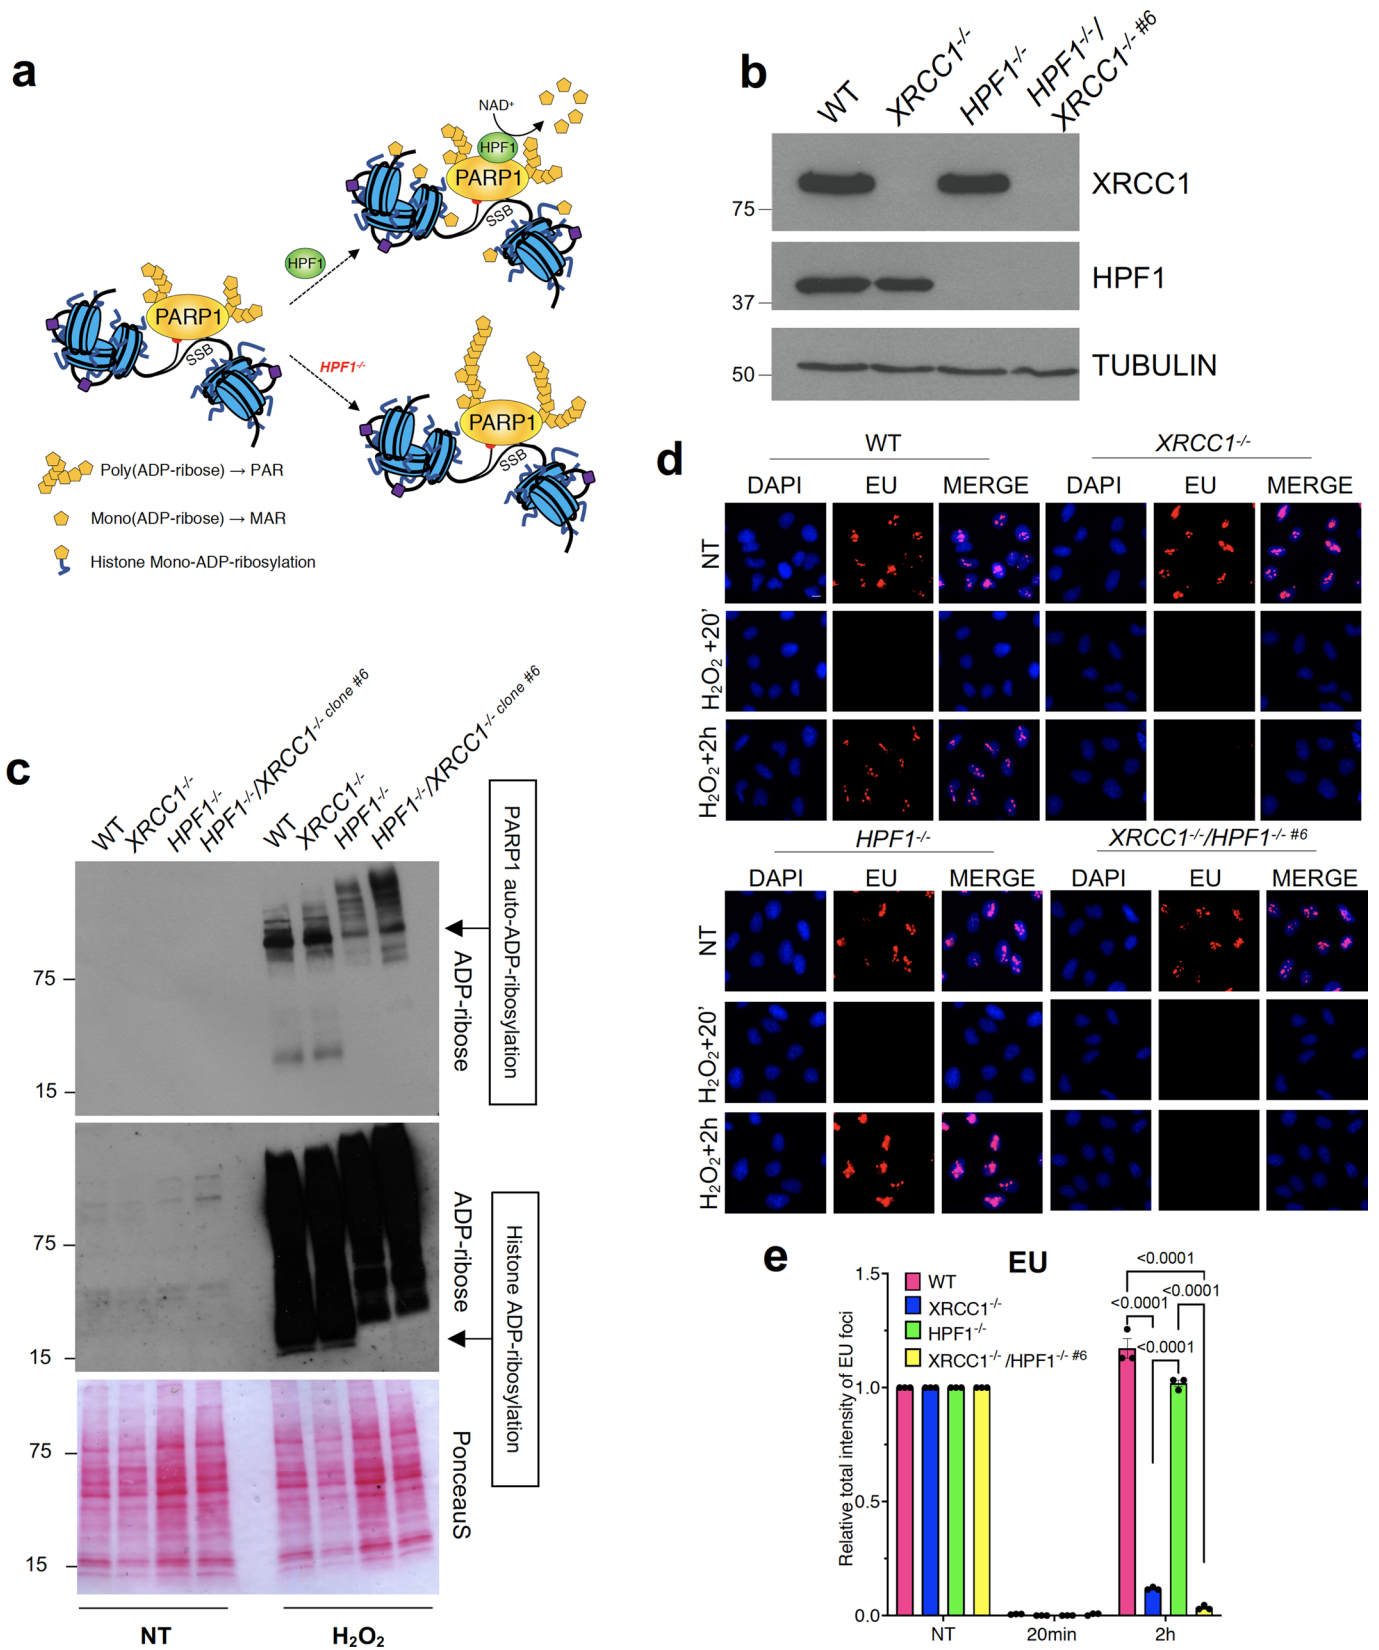 a
NAD⁺
HPF1
PARP1
SSB
HPF1
PARP1
SSB
HPF1⁻/⁻
PARP1
SSB
Poly(ADP-ribose) → PAR
Mono(ADP-ribose) → MAR
Histone Mono-ADP-ribosylation
b
WT
XRCC1⁻/⁻
HPF1⁻/⁻
HPF1⁻/⁻/
XRCC1⁻/⁻ #6
XRCC1
75
HPF1
37
TUBULIN
50
c
WT
XRCC1⁻/⁻
HPF1⁻/⁻
HPF1⁻/⁻/XRCC1⁻/⁻ clone #6
WT
XRCC1⁻/⁻
HPF1⁻/⁻
HPF1⁻/⁻/XRCC1⁻/⁻ clone #6
75
15
ADP-ribose
PARP1 auto-ADP-ribosylation
75
15
ADP-ribose
Histone ADP-ribosylation
75
15
PonceauS
NT
H₂O₂
d
WT
XRCC1⁻/⁻
DAPI EU MERGE DAPI EU MERGE
NT
H₂O₂ +20'
H₂O₂+2h
HPF1⁻/⁻
XRCC1⁻/⁻/HPF1⁻/⁻ #6
DAPI EU MERGE DAPI EU MERGE
NT
H₂O₂+20'
H₂O₂+2h
e
EU
WT
XRCC1⁻/⁻
HPF1⁻/⁻
XRCC1⁻/⁻ /HPF1⁻/⁻ #6
<0.0001
<0.0001
<0.0001
<0.0001
Relative total intensity of EU foci
1.5
1.0
0.5
0.0
NT
20min
2h